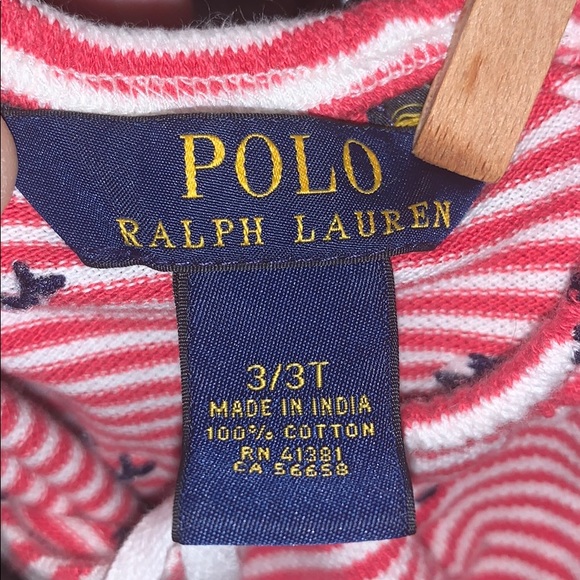 POLO
RALPH LAUREN
3/3T
MADE IN INDIA
100% COTTON
RN 41381
CA 56658